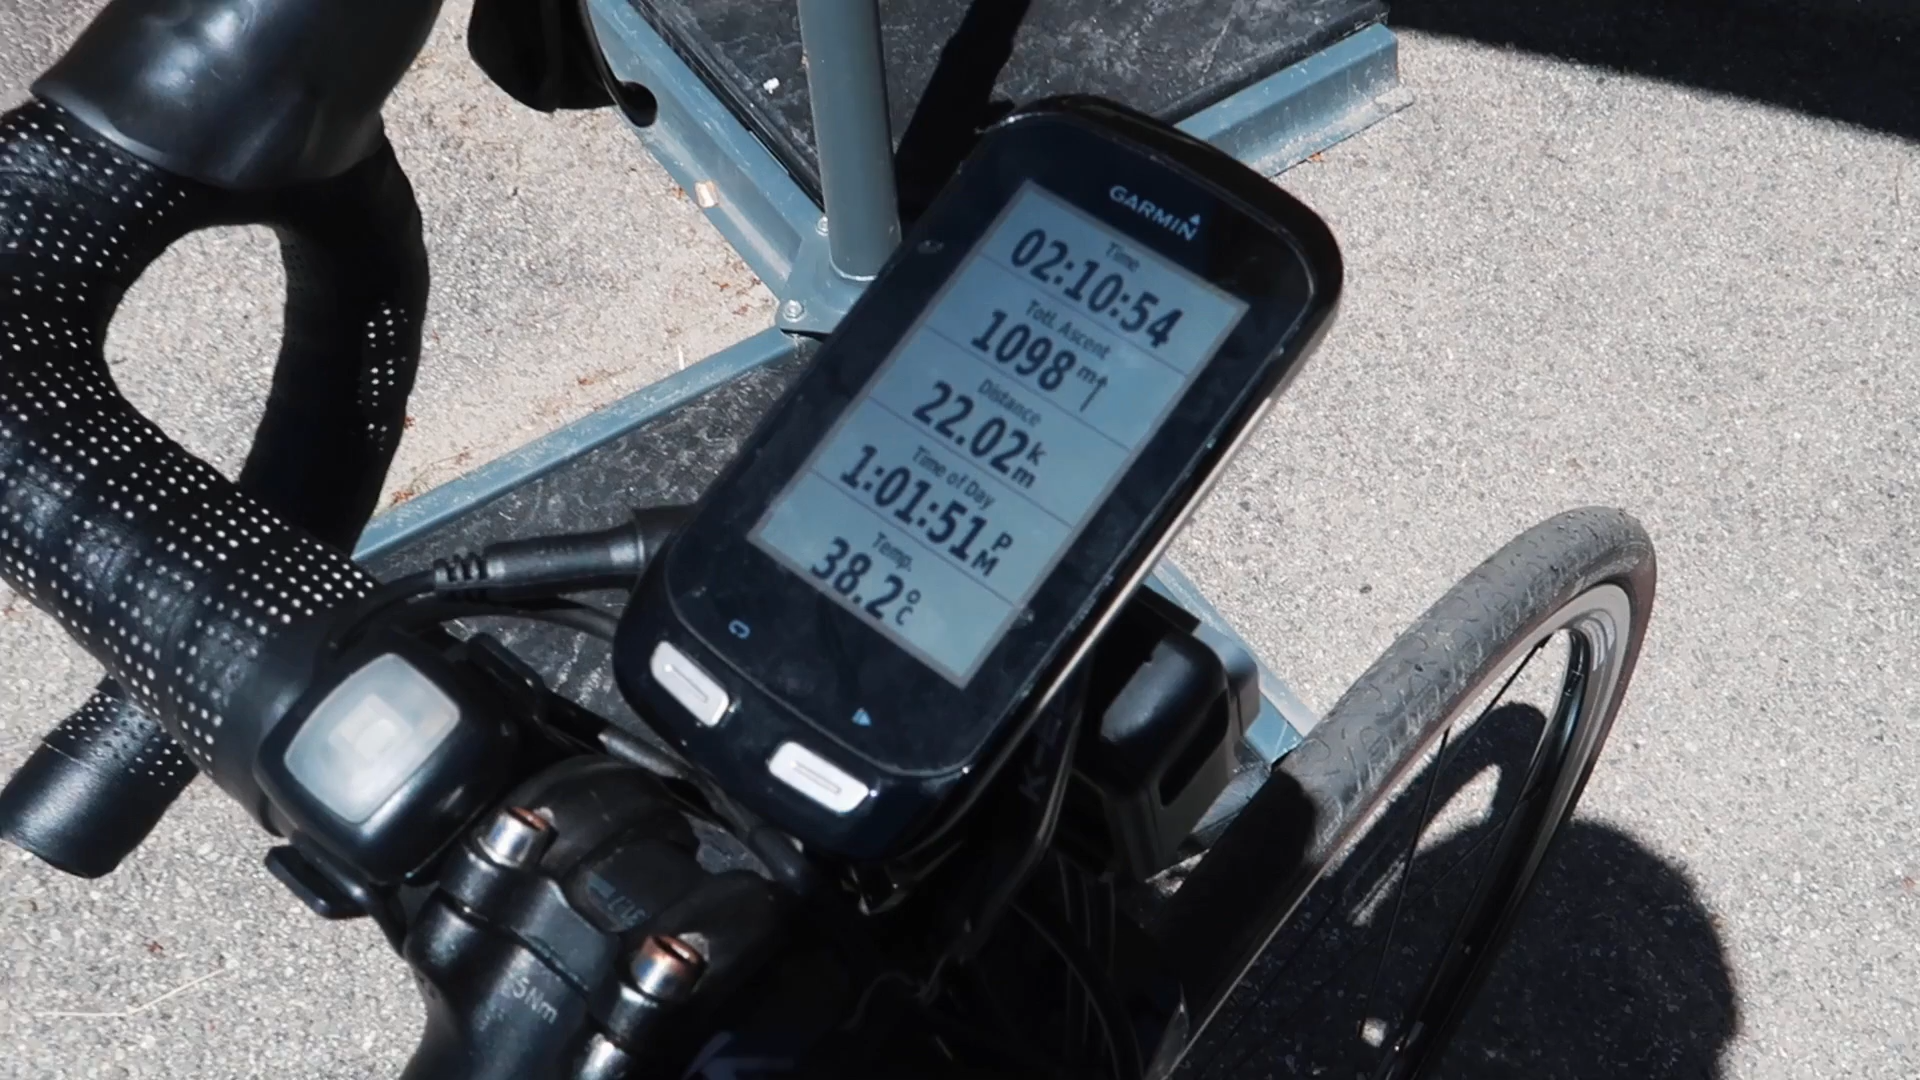 GARMIN
Time
02:10:54
Totl. Ascent
1098 m
Distance
22.02 km
Time of Day
1:01:51 PM
Temp.
38.2 °C
5Nm